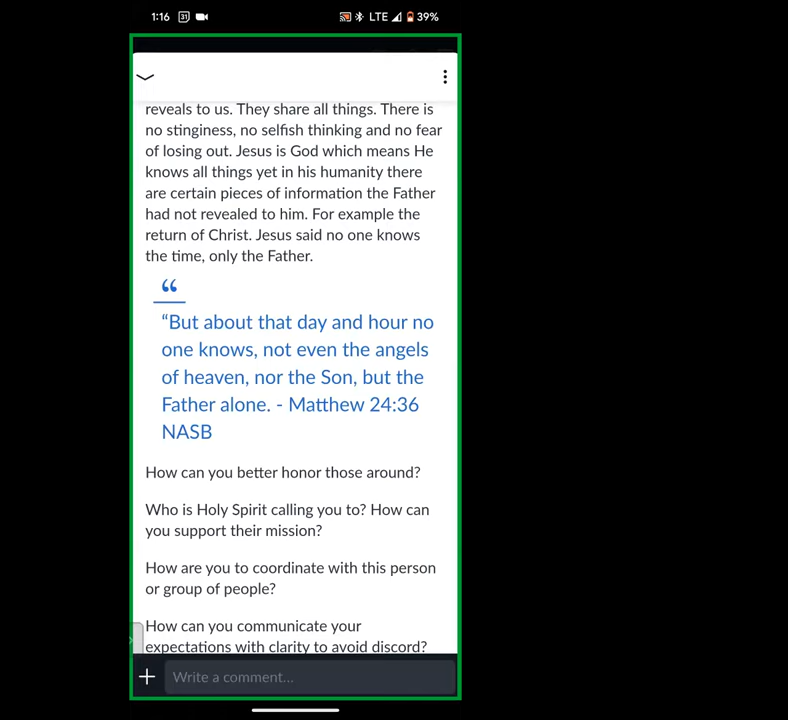 1:16 31 LTE 39%
reveals to us. They share all things. There is
no stinginess, no selfish thinking and no fear
of losing out. Jesus is God which means He
knows all things yet in his humanity there
are certain pieces of information the Father
had not revealed to him. For example the
return of Christ. Jesus said no one knows
the time, only the Father.
“
“But about that day and hour no
one knows, not even the angels
of heaven, nor the Son, but the
Father alone. - Matthew 24:36
NASB
How can you better honor those around?
Who is Holy Spirit calling you to? How can
you support their mission?
How are you to coordinate with this person
or group of people?
How can you communicate your
expectations with clarity to avoid discord?
Write a comment...